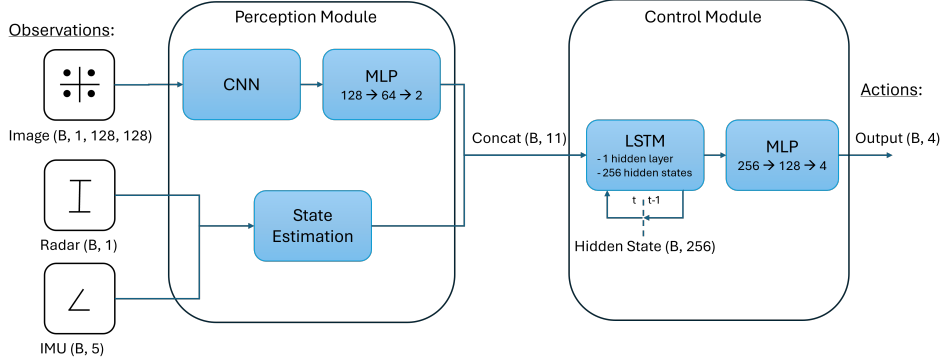 Perception Module
Control Module
Observations:
Image (B, 1, 128, 128)
Radar (B, 1)
IMU (B, 5)
CNN
MLP
128 → 64 → 2
State
Estimation
Concat (B, 11)
LSTM
- 1 hidden layer
- 256 hidden states
t
t-1
Hidden State (B, 256)
MLP
256 → 128 → 4
Actions:
Output (B, 4)